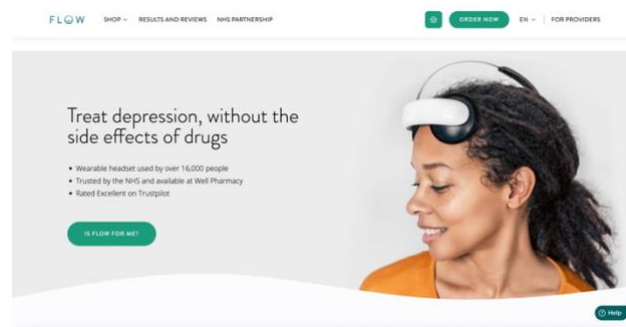 FLOW
SHOP
RESULTS AND REVIEWS
NHS PARTNERSHIP
ORDER NOW
EN
FOR PROVIDERS
Treat depression, without the
side effects of drugs
• Wearable headset used by over 16,000 people
• Trusted by the NHS and available at Well Pharmacy
• Rated Excellent on Trustpilot
IS FLOW FOR ME?
Help